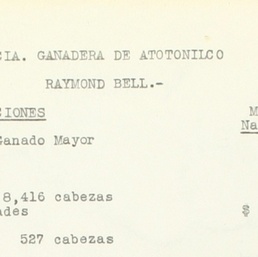 CIA. GANADERA DE ATOTONILCO
RAYMOND BELL.-
CIONES M
Ganado Mayor Na
8,416 cabezas
ades $
527 cabezas